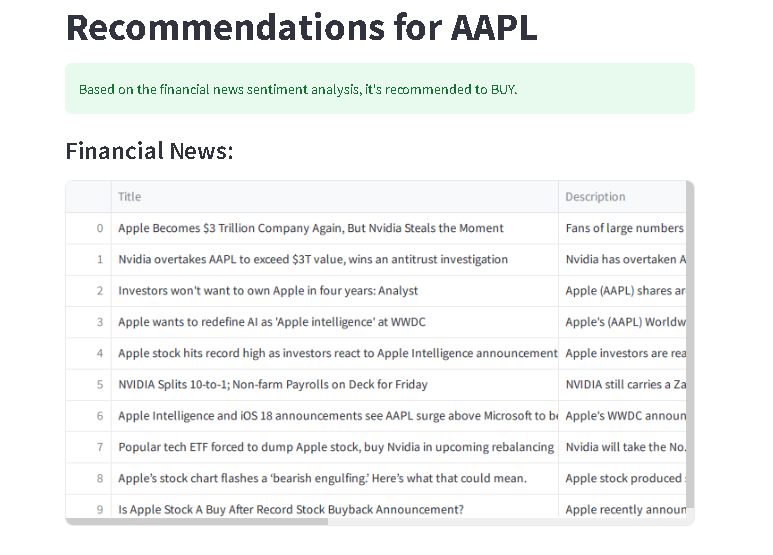 Recommendations for AAPL
Based on the financial news sentiment analysis, it's recommended to BUY.
Financial News:
Title Description
0 Apple Becomes $3 Trillion Company Again, But Nvidia Steals the Moment Fans of large numbers
1 Nvidia overtakes AAPL to exceed $3T value, wins an antitrust investigation Nvidia has overtaken A
2 Investors won't want to own Apple in four years: Analyst Apple (AAPL) shares ar
3 Apple wants to redefine AI as 'Apple intelligence' at WWDC Apple's (AAPL) Worldw
4 Apple stock hits record high as investors react to Apple Intelligence announcement Apple investors are rea
5 NVIDIA Splits 10-to-1; Non-farm Payrolls on Deck for Friday NVIDIA still carries a Za
6 Apple Intelligence and iOS 18 announcements see AAPL surge above Microsoft to be Apple's WWDC announ
7 Popular tech ETF forced to dump Apple stock, buy Nvidia in upcoming rebalancing Nvidia will take the No.
8 Apple’s stock chart flashes a ‘bearish engulfing.’ Here’s what that could mean. Apple stock produced
9 Is Apple Stock A Buy After Record Stock Buyback Announcement? Apple recently announ